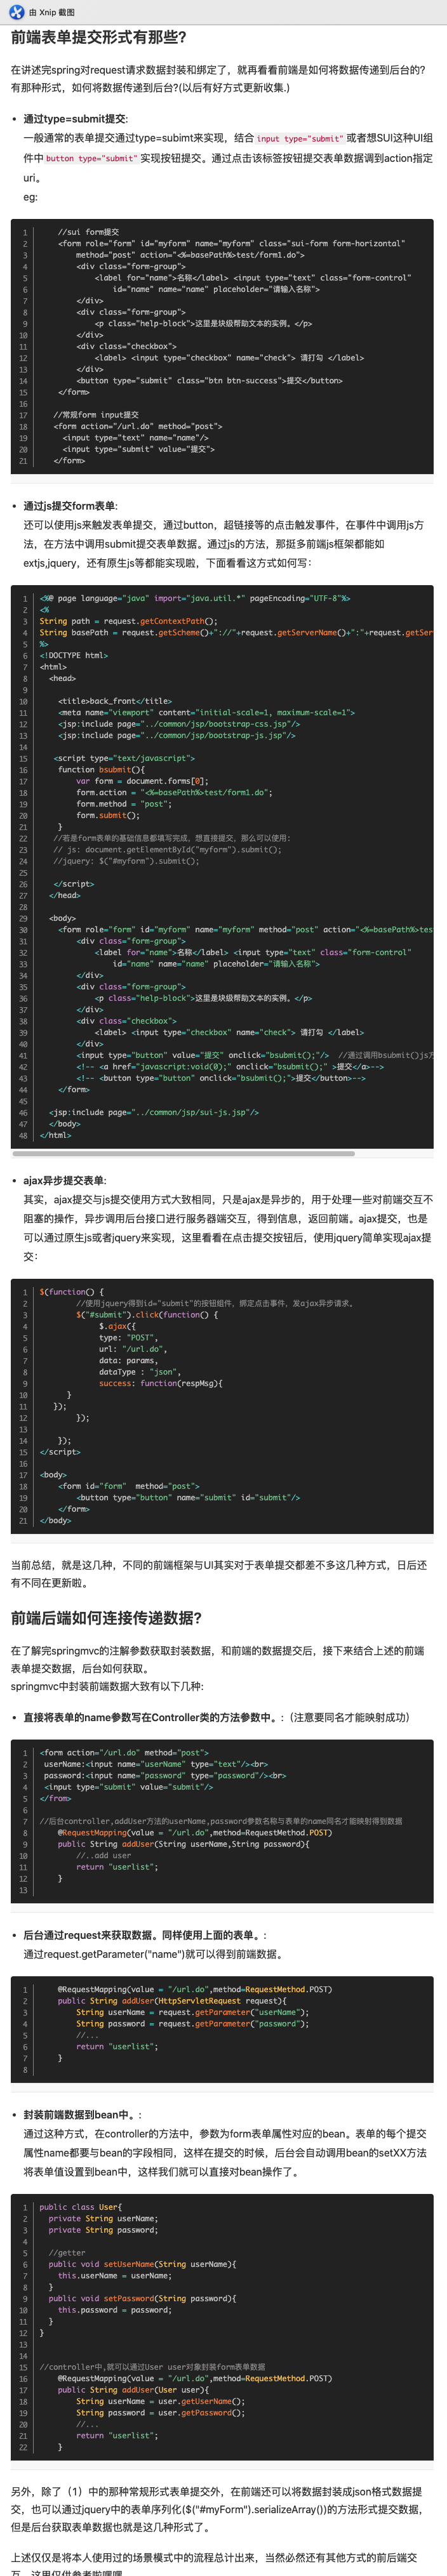 由 Xnip 截图
前端表单提交形式有那些?
在讲述完spring对request请求数据封装和绑定了，就再看看前端是如何将数据传递到后台的?
有那种形式，如何将数据传递到后台?(以后有好方式更新收集.)
• 通过type=submit提交:
一般通常的表单提交通过type=subimt来实现，结合 input type="submit" 或者想SUI这种UI组
件中 button type="submit" 实现按钮提交。通过点击该标签按钮提交表单数据调到action指定
uri。
eg:
1 //sui form提交
2 <form role="form" id="myform" name="myform" class="sui-form form-horizontal"
3 method="post" action="<%=basePath%>test/form1.do">
4 <div class="form-group">
5 <label for="name">名称</label> <input type="text" class="form-control"
6 id="name" name="name" placeholder="请输入名称">
7 </div>
8 <div class="form-group">
9 <p class="help-block">这里是块级帮助文本的实例。</p>
10 </div>
11 <div class="checkbox">
12 <label> <input type="checkbox" name="check"> 请打勾 </label>
13 </div>
14 <button type="submit" class="btn btn-success">提交</button>
15 </form>
16
17 //常规form input提交
18 <form action="/url.do" method="post">
19 <input type="text" name="name"/>
20 <input type="submit" value="提交">
21 </form>
• 通过js提交form表单:
还可以使用js来触发表单提交，通过button，超链接等的点击触发事件，在事件中调用js方
法，在方法中调用submit提交表单数据。通过js的方法，那挺多前端js框架都能如
extjs,jquery，还有原生js等都能实现啦，下面看看这方式如何写：
1 <%@ page language="java" import="java.util.*" pageEncoding="UTF-8"%>
2 <%
3 String path = request.getContextPath();
4 String basePath = request.getScheme()+"://"+request.getServerName()+":"+request.getSer
5 %>
6 <!DOCTYPE html>
7 <html>
8 <head>
9
10 <title>back_front</title>
11 <meta name="viewport" content="initial-scale=1, maximum-scale=1">
12 <jsp:include page="../common/jsp/bootstrap-css.jsp"/>
13 <jsp:include page="../common/jsp/bootstrap-js.jsp"/>
14
15 <script type="text/javascript">
16 function bsubmit(){
17 var form = document.forms[0];
18 form.action = "<%=basePath%>test/form1.do";
19 form.method = "post";
20 form.submit();
21 }
22 //若是form表单的基础信息都填写完成，想直接提交，那么可以使用:
23 // js: document.getElementById("myform").submit();
24 //jquery: $("#myform").submit();
25
26 </script>
27 </head>
28
29 <body>
30 <form role="form" id="myform" name="myform" method="post" action="<%=basePath%>tes
31 <div class="form-group">
32 <label for="name">名称</label> <input type="text" class="form-control"
33 id="name" name="name" placeholder="请输入名称">
34 </div>
35 <div class="form-group">
36 <p class="help-block">这里是块级帮助文本的实例。</p>
37 </div>
38 <div class="checkbox">
39 <label> <input type="checkbox" name="check"> 请打勾 </label>
40 </div>
41 <input type="button" value="提交" onclick="bsubmit();"/> //通过调用bsubmit()js方
42 <!-- <a href="javascript:void(0);" onclick="bsubmit();" >提交</a>-->
43 <!-- <button type="button" onclick="bsubmit();">提交</button>-->
44 </form>
45
46 <jsp:include page="../common/jsp/sui-js.jsp"/>
47 </body>
48 </html>
• ajax异步提交表单:
其实，ajax提交与js提交使用方式大致相同，只是ajax是异步的，用于处理一些对前端交互不
阻塞的操作，异步调用后台接口进行服务器端交互，得到信息，返回前端。ajax提交，也是
可以通过原生js或者jquery来实现，这里看看在点击提交按钮后，使用jquery简单实现ajax提
交：
1 $(function() {
2 //使用jquery得到id="submit"的按钮组件，绑定点击事件，发ajax异步请求。
3 $("#submit").click(function() {
4 $.ajax({
5 type: "POST",
6 url: "/url.do",
7 data: params,
8 dataType : "json",
9 success: function(respMsg){
10 }
11 });
12 });
13
14 });
15 </script>
16
17 <body>
18 <form id="form" method="post">
19 <button type="button" name="submit" id="submit"/>
20 </form>
21 </body>
当前总结，就是这几种，不同的前端框架与UI其实对于表单提交都差不多这几种方式，日后还
有不同在更新啦。
前端后端如何连接传递数据?
在了解完springmvc的注解参数获取封装数据，和前端的数据提交后，接下来结合上述的前端
表单提交数据，后台如何获取。
springmvc中封装前端数据大致有以下几种:
• 直接将表单的name参数写在Controller类的方法参数中。:（注意要同名才能映射成功）
1 <form action="/url.do" method="post">
2 userName:<input name="userName" type="text"/><br>
3 password:<input name="password" type="password"/><br>
4 <input type="submit" value="submit"/>
5 </from>
6
7 //后台controller,addUser方法的userName,password参数名称与表单的name同名才能映射得到数据
8 @RequestMapping(value = "/url.do",method=RequestMethod.POST)
9 public String addUser(String userName,String password){
10 //..add user
11 return "userlist";
12 }
13
• 后台通过request来获取数据。同样使用上面的表单。:
通过request.getParameter("name")就可以得到前端数据。
1 @RequestMapping(value = "/url.do",method=RequestMethod.POST)
2 public String addUser(HttpServletRequest request){
3 String userName = request.getParameter("userName");
4 String password = request.getParameter("password");
5 //...
6 return "userlist";
7 }
8
• 封装前端数据到bean中。:
通过这种方式，在controller的方法中，参数为form表单属性对应的bean。表单的每个提交
属性name都要与bean的字段相同，这样在提交的时候，后台会自动调用bean的setXX方法
将表单值设置到bean中，这样我们就可以直接对bean操作了。
1 public class User{
2 private String userName;
3 private String password;
4
5 //getter
6 public void setUserName(String userName){
7 this.userName = userName;
8 }
9 public void setPassword(String password){
10 this.password = password;
11 }
12 }
13
14
15 //controller中,就可以通过User user对象封装form表单数据
16 @RequestMapping(value = "/url.do",method=RequestMethod.POST)
17 public String addUser(User user){
18 String userName = user.getUserName();
19 String password = user.getPassword();
20 //...
21 return "userlist";
22 }
另外，除了（1）中的那种常规形式表单提交外，在前端还可以将数据封装成json格式数据提
交，也可以通过jquery中的表单序列化($("#myForm").serializeArray())的方法形式提交数据，
但是后台获取表单数据也就是这几种形式了。
上述仅仅是将本人使用过的场景模式中的流程总计出来，当然必然还有其他方式的前后端交
互，这里仅供参考啦嘿嘿